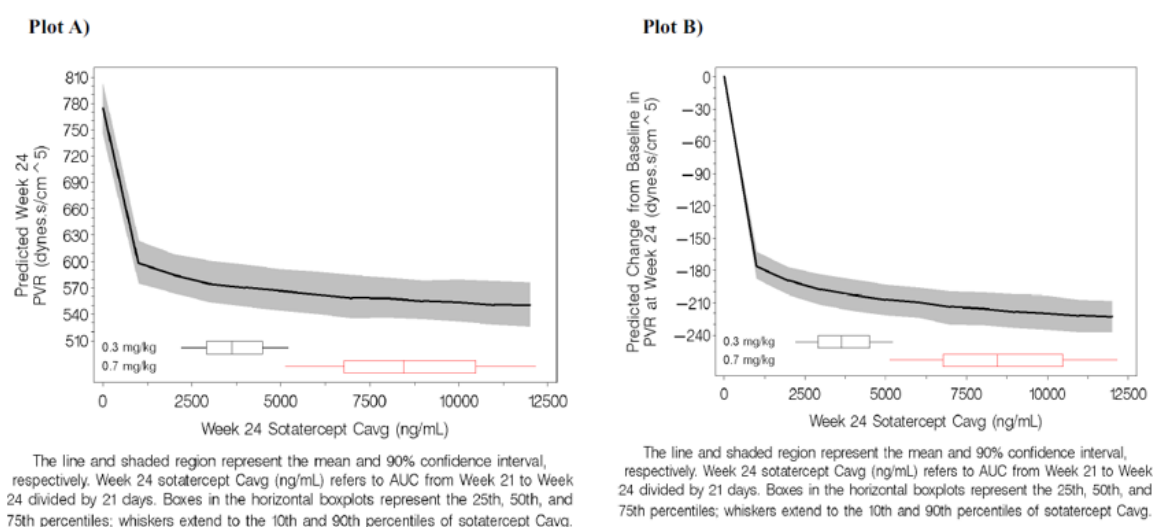 Plot A)
Predicted Week 24
PVR (dynes.s/cm^5)
810
780
750
720
690
660
630
600
570
540
510
0.3 mg/kg
0.7 mg/kg
0 2500 5000 7500 10000 12500
Week 24 Sotatercept Cavg (ng/mL)
The line and shaded region represent the mean and 90% confidence interval,
respectively. Week 24 sotatercept Cavg (ng/mL) refers to AUC from Week 21 to Week
24 divided by 21 days. Boxes in the horizontal boxplots represent the 25th, 50th, and
75th percentiles; whiskers extend to the 10th and 90th percentiles of sotatercept Cavg.
Plot B)
Predicted Change from Baseline in
PVR at Week 24 (dynes.s/cm^5)
0
−30
−60
−90
−120
−150
−180
−210
−240
0.3 mg/kg
0.7 mg/kg
0 2500 5000 7500 10000 12500
Week 24 Sotatercept Cavg (ng/mL)
The line and shaded region represent the mean and 90% confidence interval,
respectively. Week 24 sotatercept Cavg (ng/mL) refers to AUC from Week 21 to Week
24 divided by 21 days. Boxes in the horizontal boxplots represent the 25th, 50th, and
75th percentiles; whiskers extend to the 10th and 90th percentiles of sotatercept Cavg.